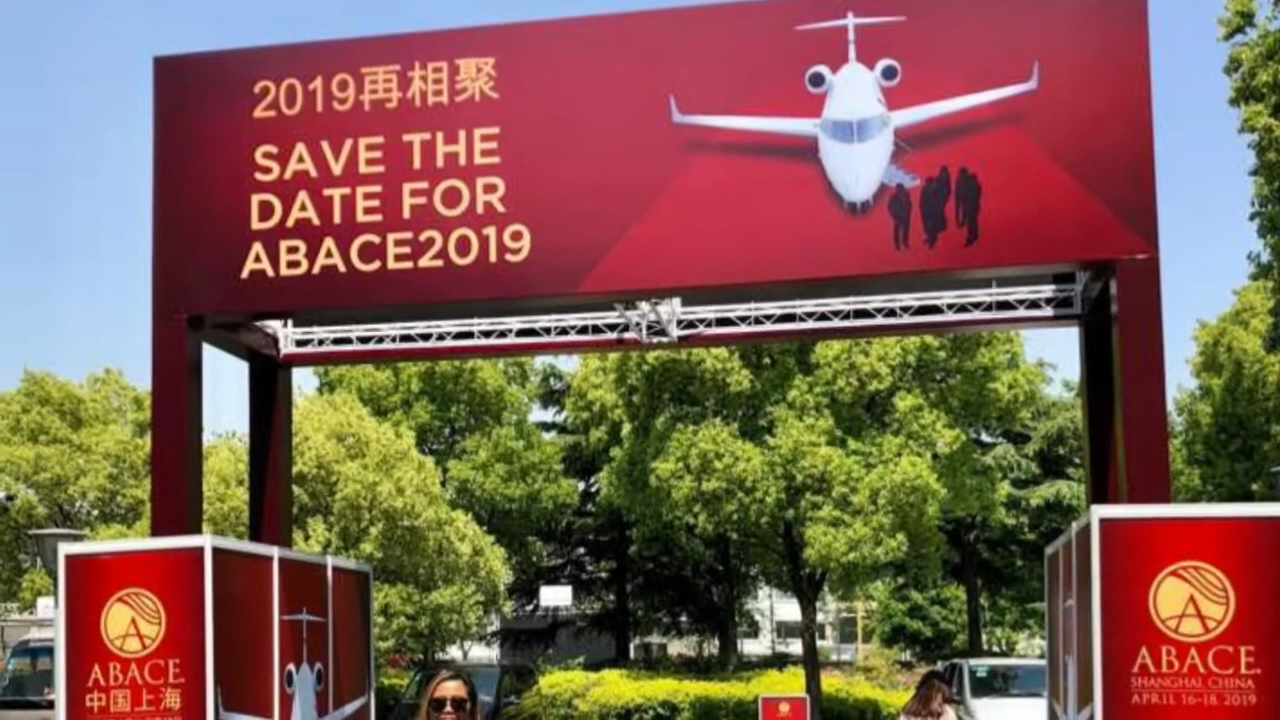 2019再相聚
SAVE THE
DATE FOR
ABACE2019
ABACE
中国上海
ABACE
SHANGHAI, CHINA
APRIL 16-18, 2019